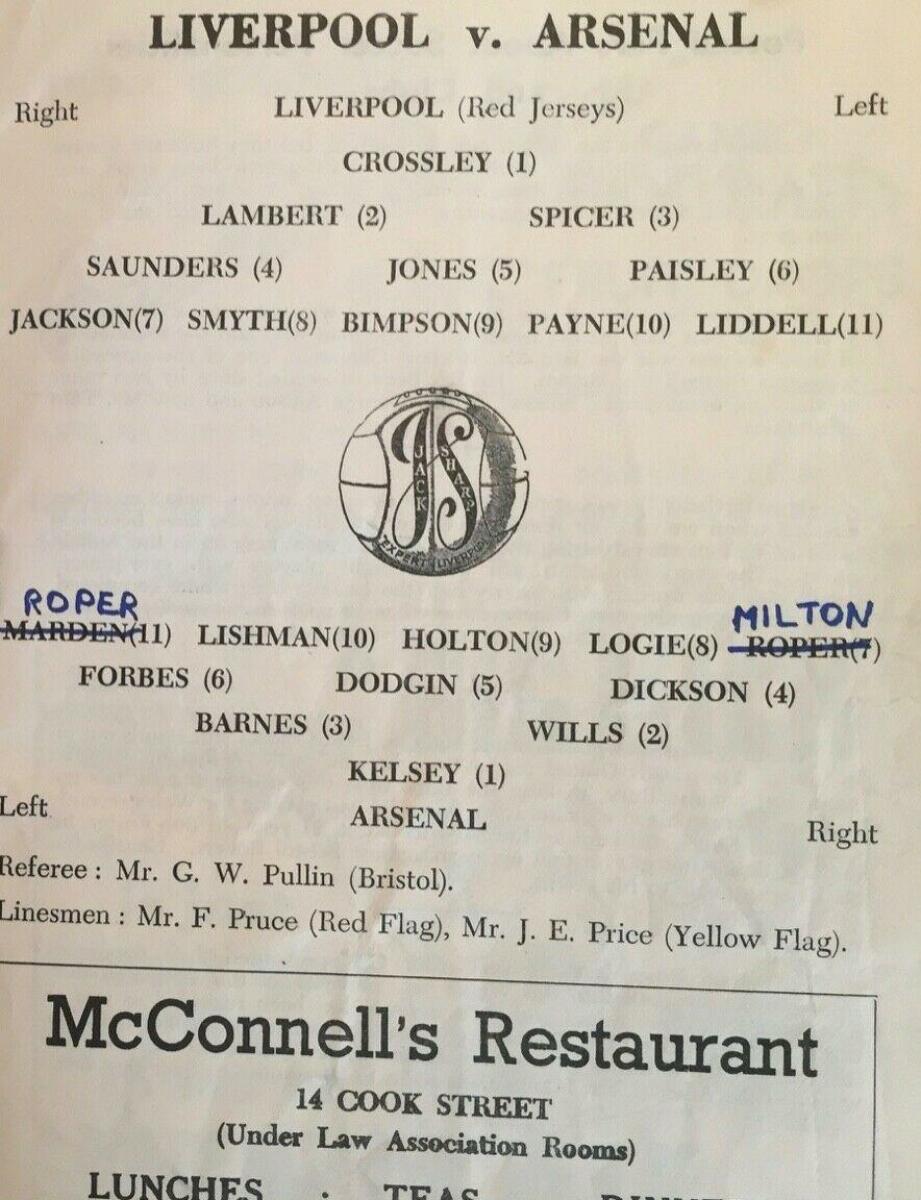 LIVERPOOL v. ARSENAL
Right LIVERPOOL (Red Jerseys) Left
CROSSLEY (1)
LAMBERT (2) SPICER (3)
SAUNDERS (4) JONES (5) PAISLEY (6)
JACKSON(7) SMYTH(8) BIMPSON(9) PAYNE(10) LIDDELL(11)
JS
JACK SHARP
"EXPERT" LIVERPOOL
ROPER MILTON
MARDEN(11) LISHMAN(10) HOLTON(9) LOGIE(8) ROPER(7)
FORBES (6) DODGIN (5) DICKSON (4)
BARNES (3) WILLS (2)
KELSEY (1)
Left ARSENAL Right
Referee : Mr. G. W. Pullin (Bristol).
Linesmen : Mr. F. Pruce (Red Flag), Mr. J. E. Price (Yellow Flag).
McConnell's Restaurant
14 COOK STREET
(Under Law Association Rooms)
LUNCHES . TEAS